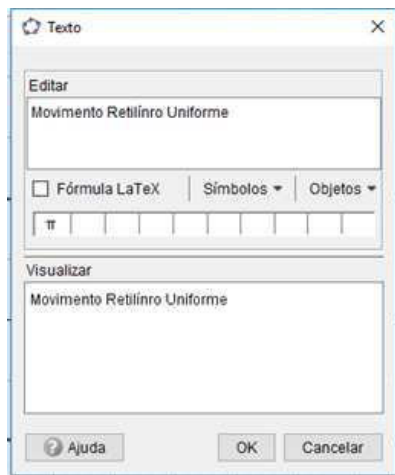 Texto
Editar
Movimento Retilínro Uniforme
Fórmula LaTeX Símbolos Objetos
π
Visualizar
Movimento Retilínro Uniforme
Ajuda OK Cancelar